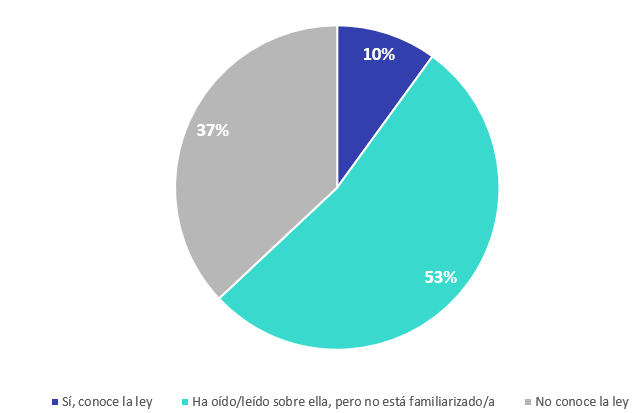 10%
37%
53%
Sí, conoce la ley
Ha oído/leído sobre ella, pero no está familiarizado/a
No conoce la ley